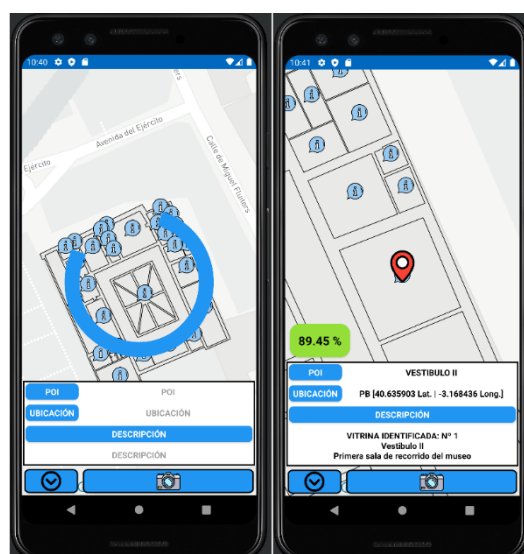 10:40
Avenida del Ejército
Ejército
Calle de Miguel Fluiters
POI
POI
UBICACIÓN
UBICACIÓN
DESCRIPCIÓN
DESCRIPCIÓN
10:41
89.45 %
POI
VESTIBULO II
UBICACIÓN
PB [40.635903 Lat. | -3.168436 Long.]
DESCRIPCIÓN
VITRINA IDENTIFICADA: Nº 1
Vestibulo II
Primera sala de recorrido del museo